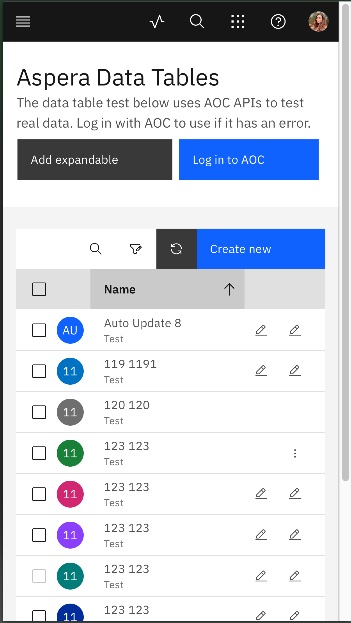 Aspera Data Tables
The data table test below uses AOC APIs to test
real data. Log in with AOC to use if it has an error.
Add expandable
Log in to AOC
Create new
Name
AU Auto Update 8
Test
11 119 1191
Test
11 120 120
Test
11 123 123
Test
11 123 123
Test
11 123 123
Test
11 123 123
Test
11 123 123